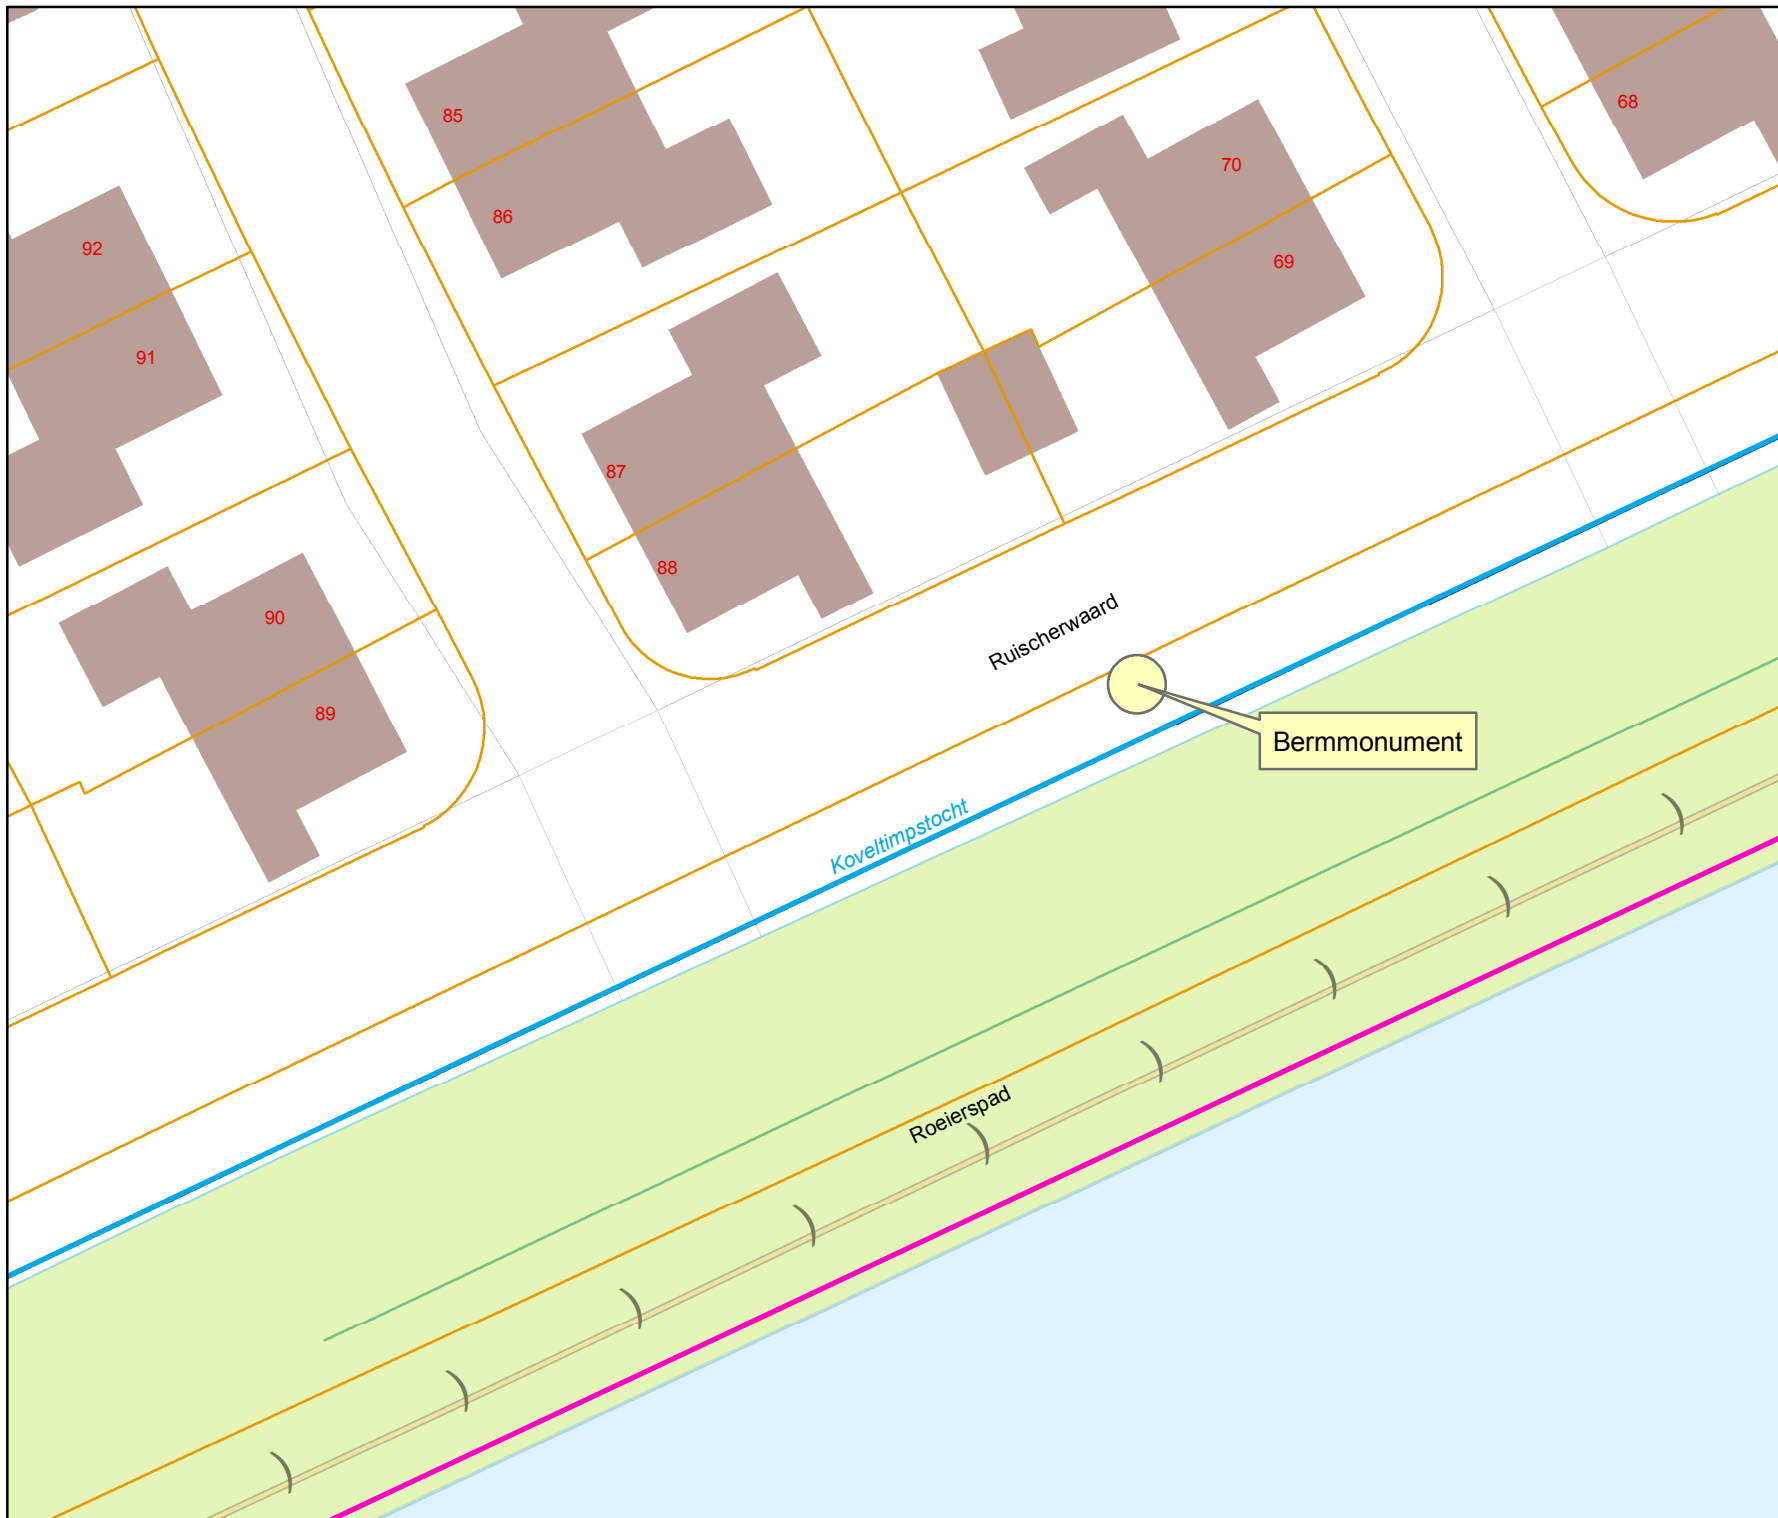 68
85
70
86
92
69
91
87
88
Ruischerwaard
90
89
Bermmonument
Koveltimpstocht
Roeierspad